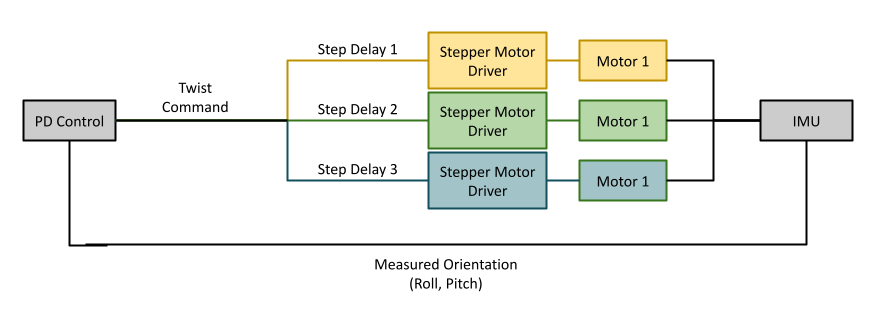 PD Control
Twist
Command
Step Delay 1
Stepper Motor
Driver
Motor 1
Step Delay 2
Stepper Motor
Driver
Motor 1
Step Delay 3
Stepper Motor
Driver
Motor 1
IMU
Measured Orientation
(Roll, Pitch)